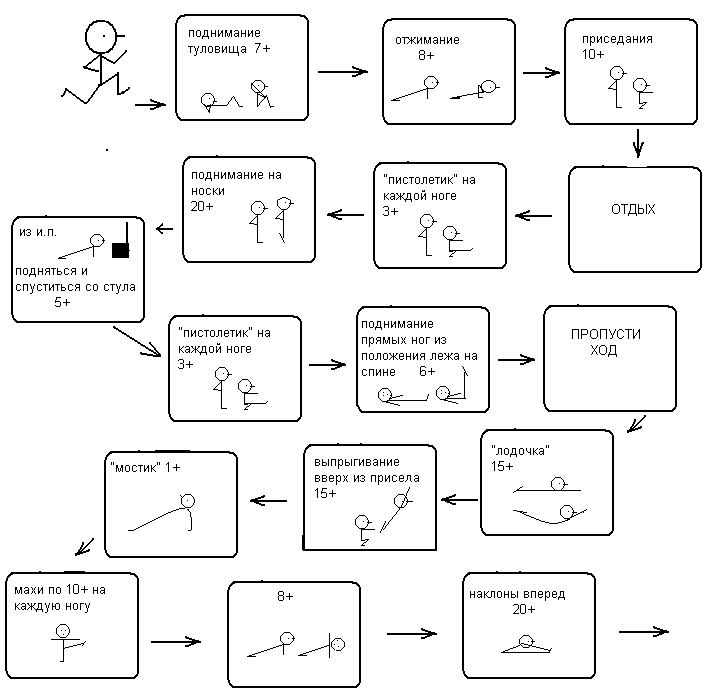 поднимание
туловища 7+
отжимание
8+
приседания
10+
ОТДЫХ
"пистолетик" на
каждой ноге
3+
поднимание на
носки
20+
из и.п.
подняться и
спуститься со стула
5+
"пистолетик" на
каждой ноге
3+
поднимание
прямых ног из
положения лежа на
спине 6+
ПРОПУСТИ
ХОД
"лодочка"
15+
выпрыгивание
вверх из присела
15+
"мостик" 1+
махи по 10+ на
каждую ногу
8+
наклоны вперед
20+